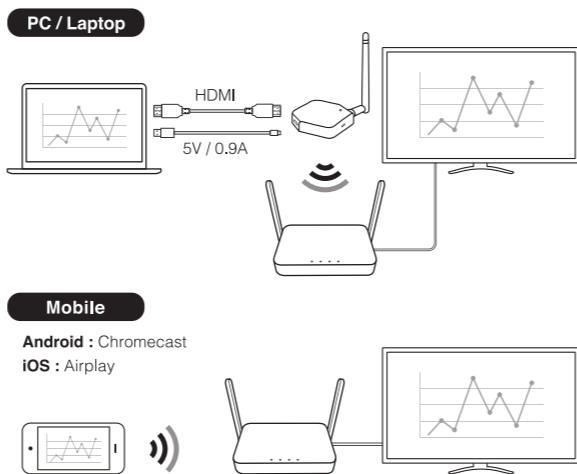 PC / Laptop
HDMI
5V / 0.9A
Mobile
Android : Chromecast
iOS : Airplay